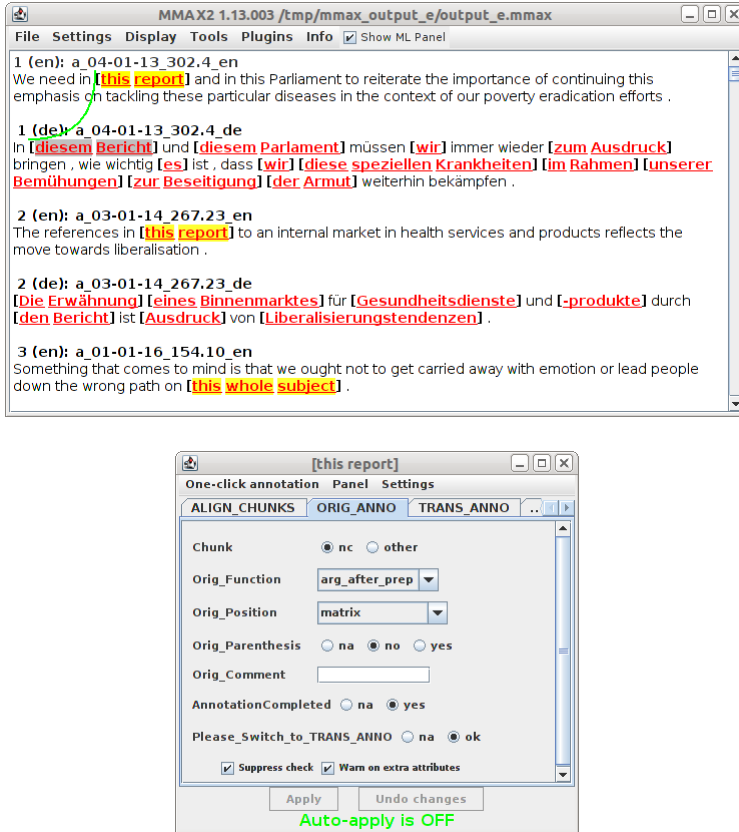 MMAX2 1.13.003 /tmp/mmax_output_e/output_e.mmax
File Settings Display Tools Plugins Info Show ML Panel
1 (en): a_04-01-13_302.4_en
We need in [this report] and in this Parliament to reiterate the importance of continuing this
emphasis on tackling these particular diseases in the context of our poverty eradication efforts .
1 (de): a_04-01-13_302.4_de
In [diesem Bericht] und [diesem Parlament] müssen [wir] immer wieder [zum Ausdruck]
bringen , wie wichtig [es] ist , dass [wir] [diese speziellen Krankheiten] [im Rahmen] [unserer
Bemühungen] [zur Beseitigung] [der Armut] weiterhin bekämpfen .
2 (en): a_03-01-14_267.23_en
The references in [this report] to an internal market in health services and products reflects the
move towards liberalisation .
2 (de): a_03-01-14_267.23_de
[Die Erwähnung] [eines Binnenmarktes] für [Gesundheitsdienste] und [-produkte] durch
[den Bericht] ist [Ausdruck] von [Liberalisierungstendenzen] .
3 (en): a_01-01-16_154.10_en
Something that comes to mind is that we ought not to get carried away with emotion or lead people
down the wrong path on [this whole subject] .
[this report]
One-click annotation Panel Settings
ALIGN_CHUNKS ORIG_ANNO TRANS_ANNO ..
Chunk nc other
Orig_Function arg_after_prep
Orig_Position matrix
Orig_Parenthesis na no yes
Orig_Comment
AnnotationCompleted na yes
Please_Switch_to_TRANS_ANNO na ok
Suppress check Warn on extra attributes
Apply Undo changes
Auto-apply is OFF